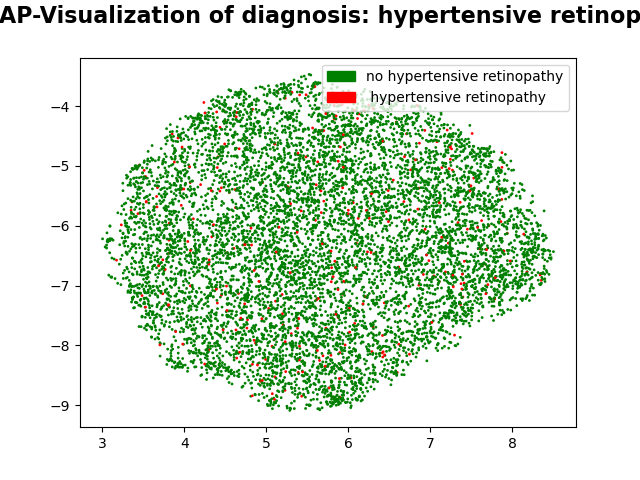 AP-Visualization of diagnosis: hypertensive retinop
no hypertensive retinopathy
hypertensive retinopathy
−4
−5
−6
−7
−8
−9
3 4 5 6 7 8